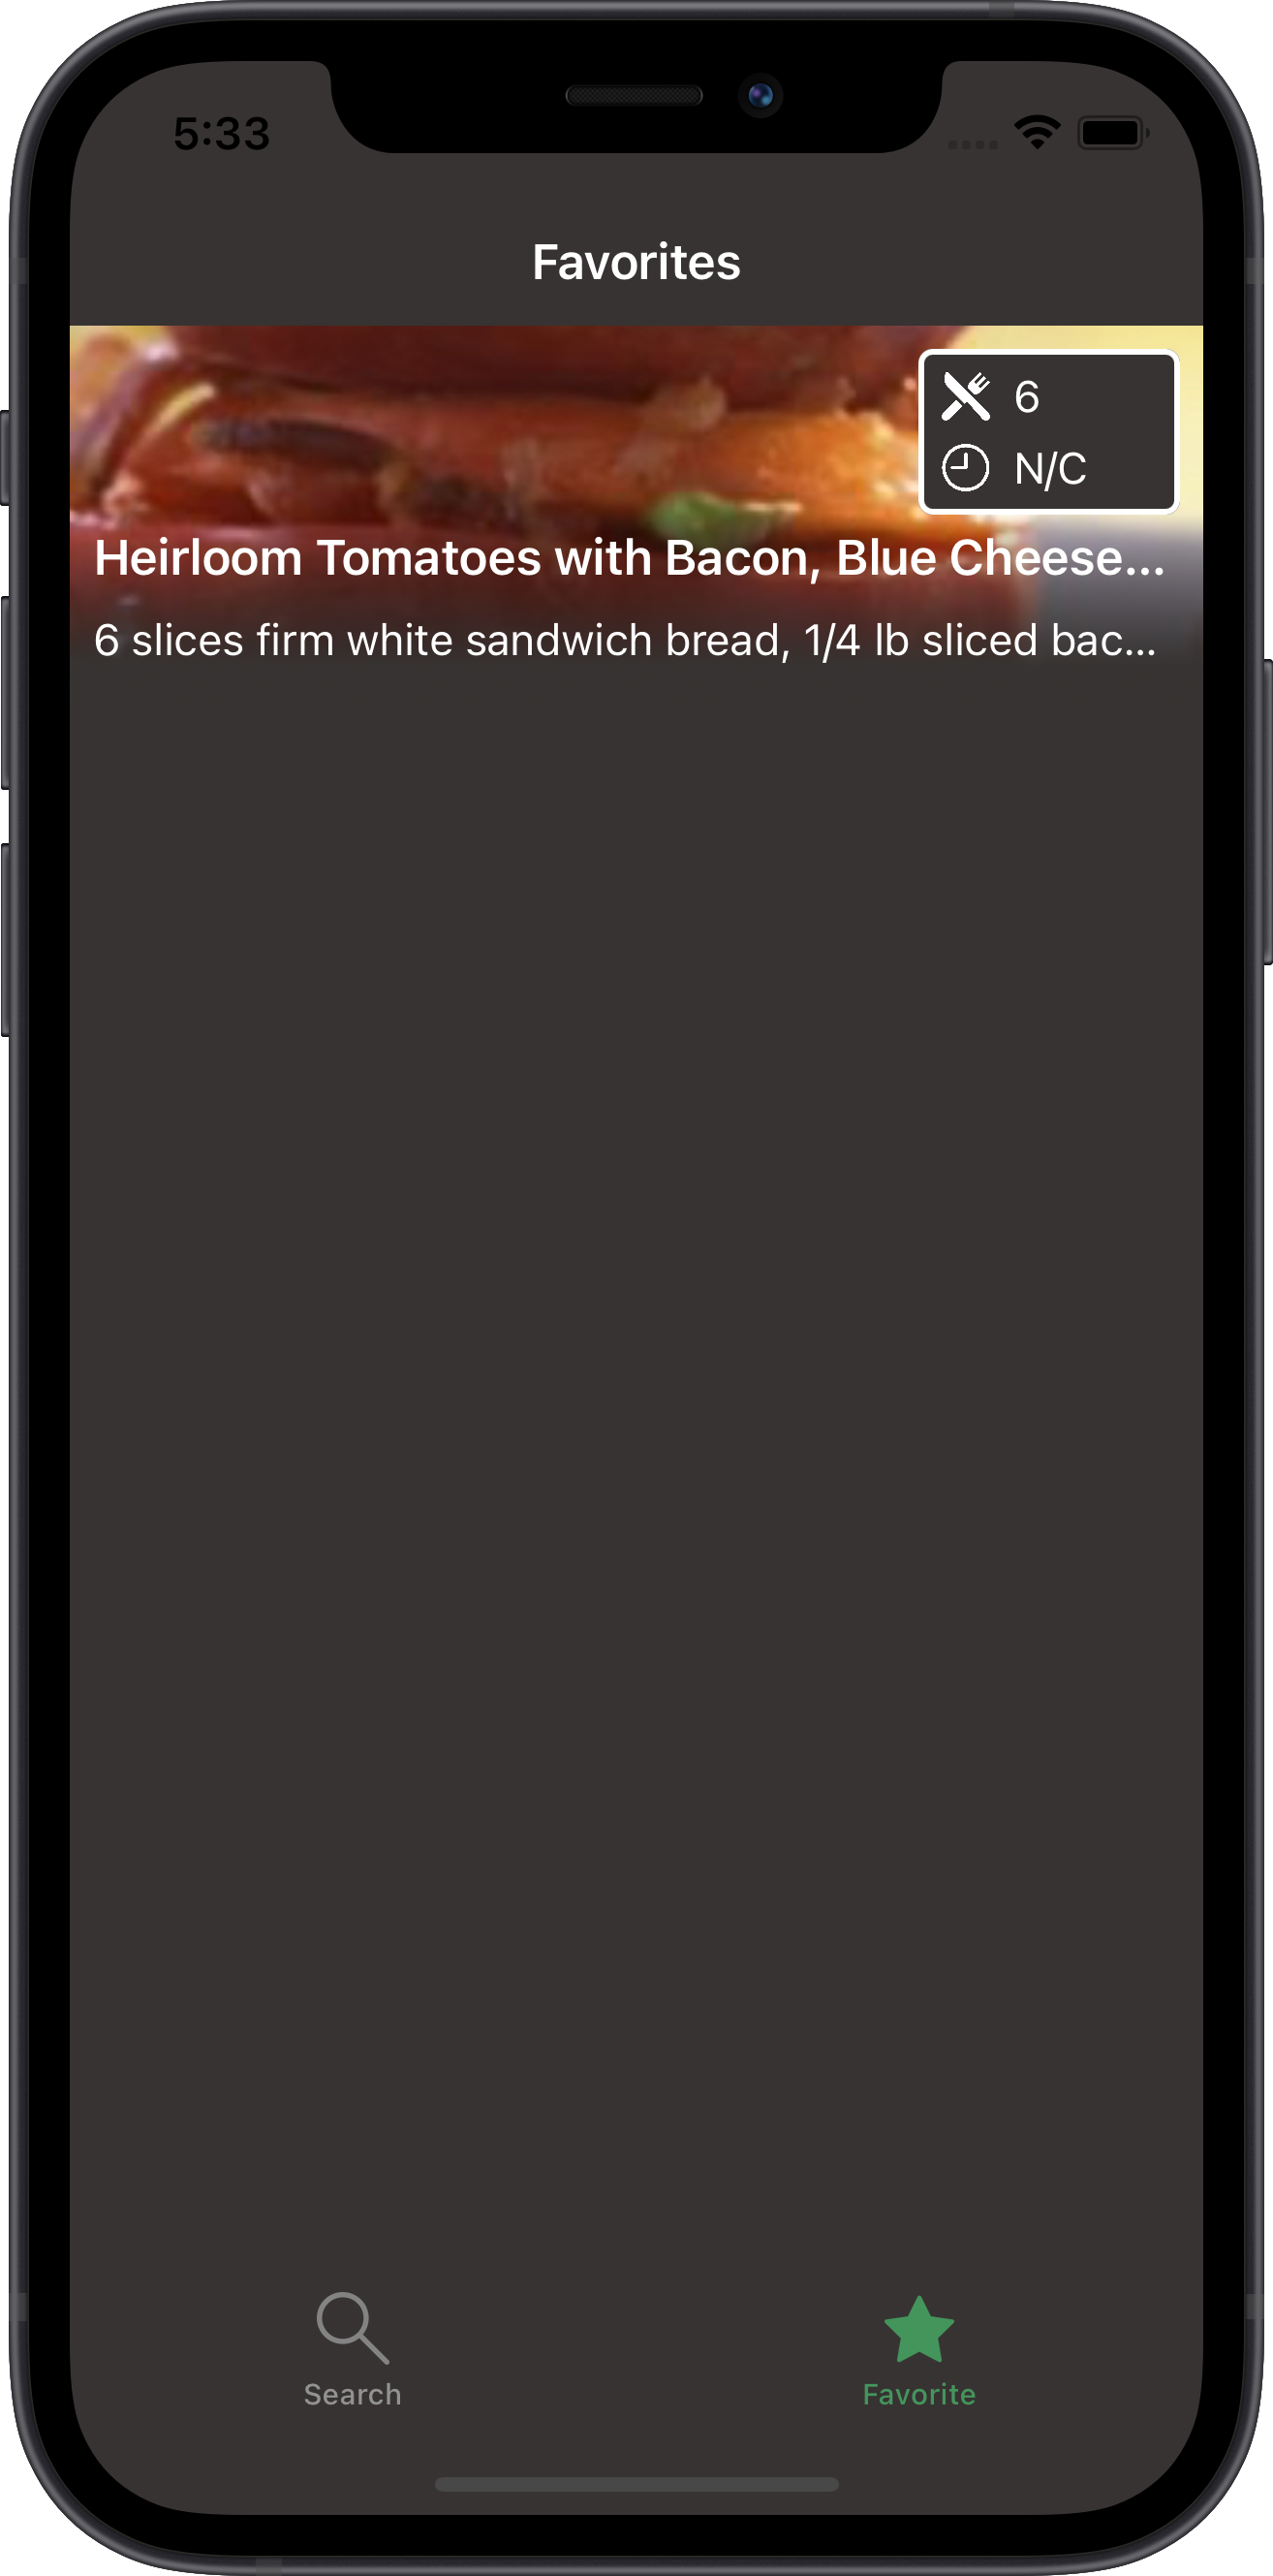 5:33
Favorites
6
N/C
Heirloom Tomatoes with Bacon, Blue Cheese...
6 slices firm white sandwich bread, 1/4 lb sliced bac...
Search
Favorite